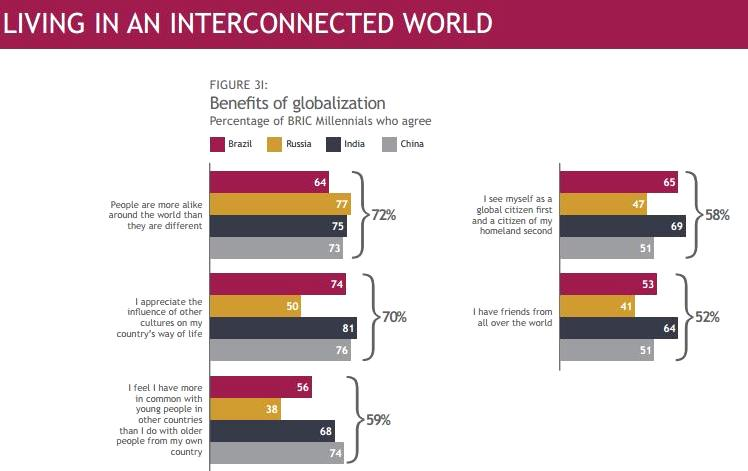 LIVING IN AN INTERCONNECTED WORLD
FIGURE 3I:
Benefits of globalization
Percentage of BRIC Millennials who agree
Brazil Russia India China
People are more alike
around the world than
they are different
64
77
75
73
72%
I appreciate the
influence of other
cultures on my
country's way of life
74
50
81
76
70%
I feel I have more
in common with
young people in
other countries
than I do with older
people from my own
country
56
38
68
74
59%
I see myself as a
global citizen first
and a citizen of my
homeland second
65
47
69
51
58%
I have friends from
all over the world
53
41
64
51
52%